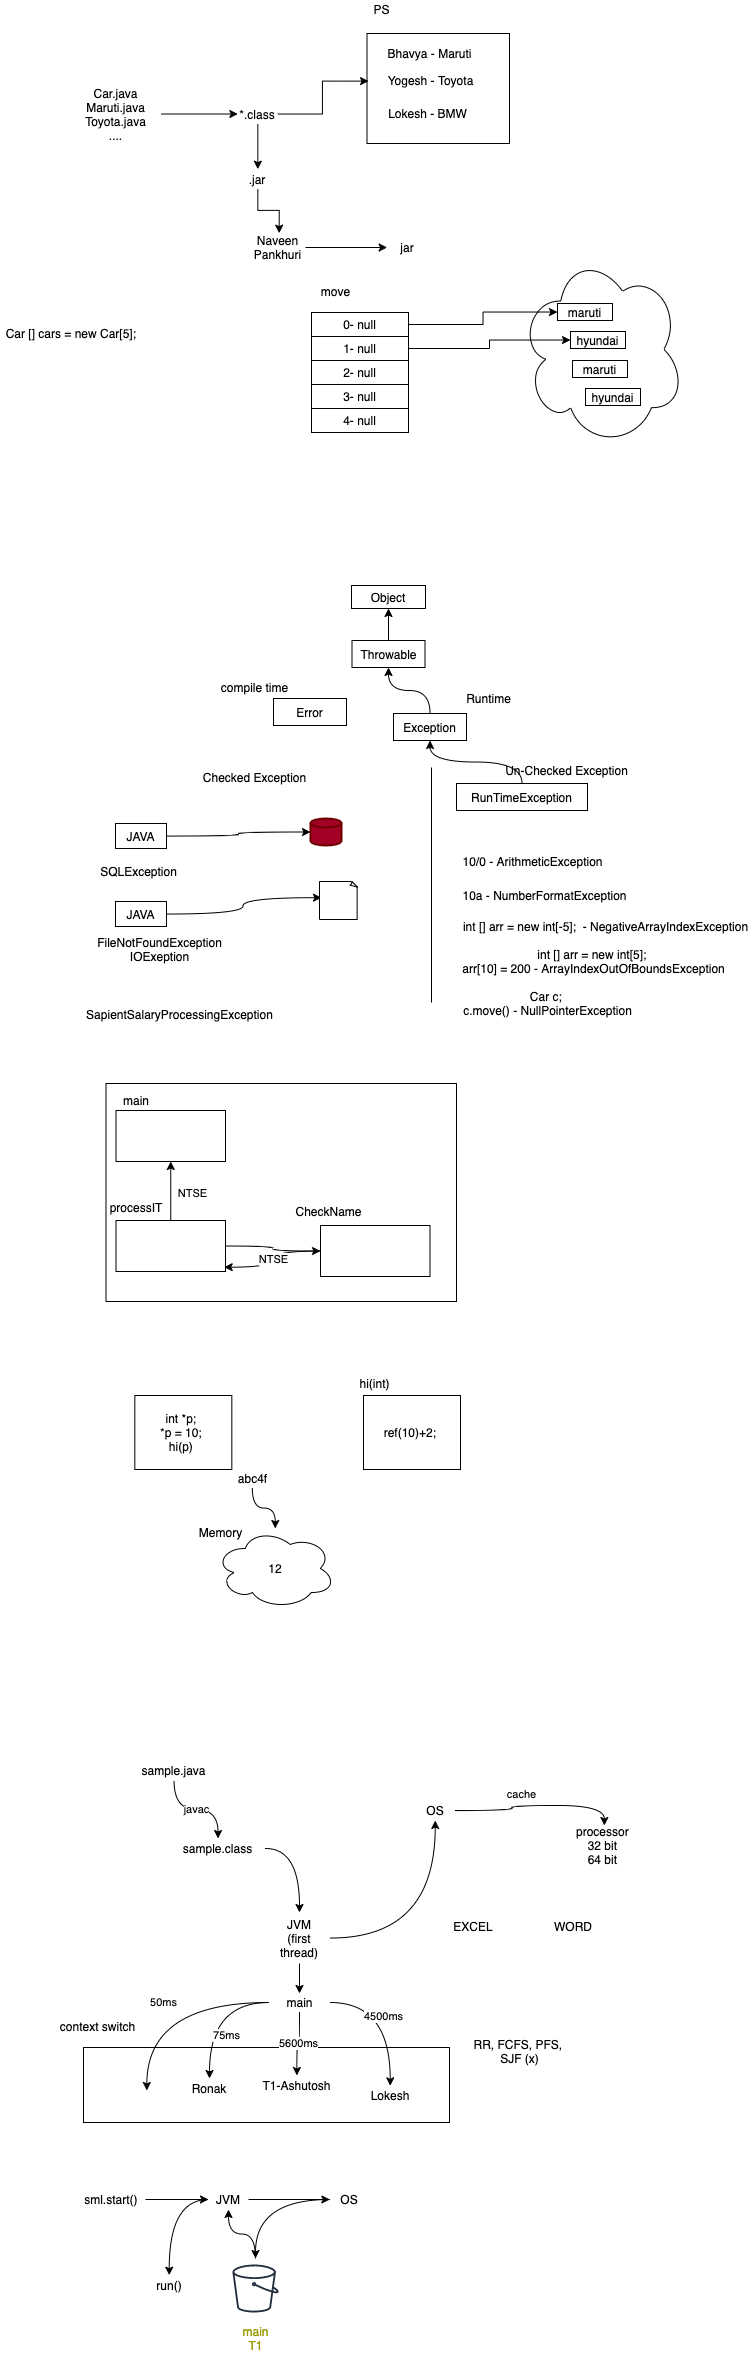 PS
Bhavya - Maruti
Yogesh - Toyota
Lokesh - BMW
Car.java
Maruti.java
Toyota.java
....
*.class
.jar
Naveen
Pankhuri
jar
move
Car [] cars = new Car[5];
0- null
1- null
2- null
3- null
4- null
maruti
hyundai
maruti
hyundai
Object
Throwable
compile time
Error
Runtime
Exception
Checked Exception
Un-Checked Exception
RunTimeException
JAVA
SQLException
JAVA
FileNotFoundException
IOExeption
SapientSalaryProcessingException
10/0 - ArithmeticException
10a - NumberFormatException
int [] arr = new int[-5];  - NegativeArrayIndexException
int [] arr = new int[5];
arr[10] = 200 - ArrayIndexOutOfBoundsException
Car c;
c.move() - NullPointerException
main
NTSE
processIT
CheckName
NTSE
hi(int)
int *p;
*p = 10;
hi(p)
ref(10)+2;
abc4f
Memory
12
sample.java
javac
sample.class
OS
cache
processor
32 bit
64 bit
JVM
(first
thread)
EXCEL
WORD
main
50ms
75ms
5600ms
4500ms
context switch
Ronak
T1-Ashutosh
Lokesh
RR, FCFS, PFS,
SJF (x)
sml.start()
JVM
OS
run()
main
T1